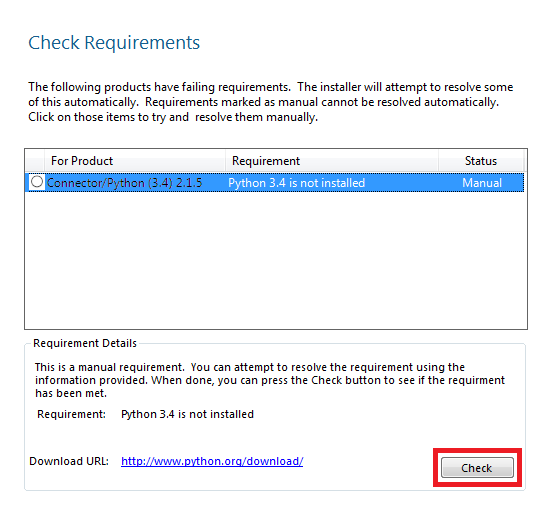 Check Requirements
The following products have failing requirements.  The installer will attempt to resolve some
of this automatically.  Requirements marked as manual cannot be resolved automatically.
Click on those items to try and  resolve them manually.
For Product Requirement Status
Connector/Python (3.4) 2.1.5 Python 3.4 is not installed Manual
Requirement Details
This is a manual requirement.  You can attempt to resolve the requirement using the
information provided. When done, you can press the Check button to see if the requirment
has been met.
Requirement: Python 3.4 is not installed
Download URL: http://www.python.org/download/
Check